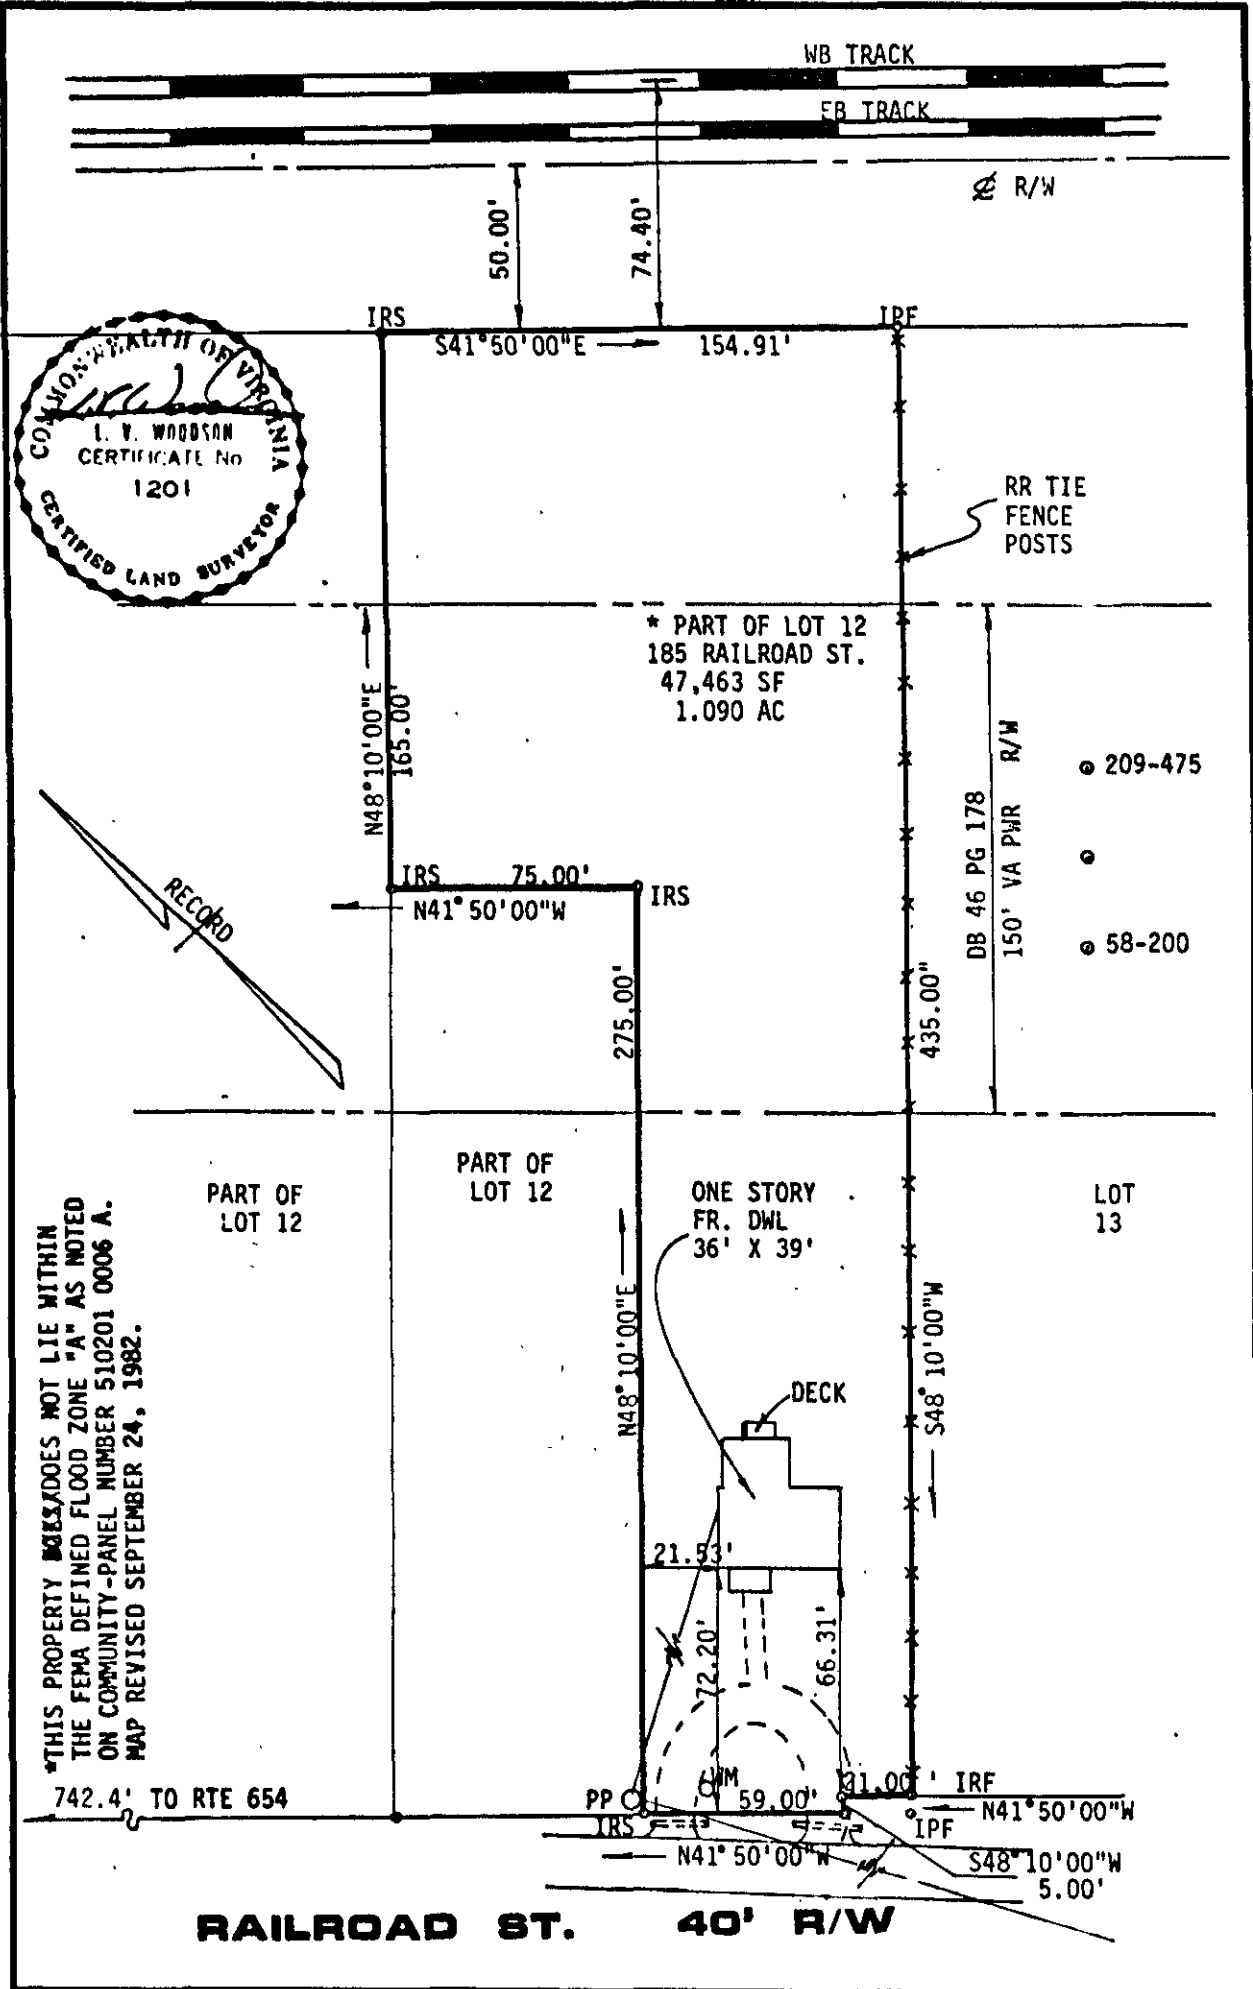 WB TRACK
EB TRACK
℄ R/W
50.00'
74.40'
IRS
IRF
S41°50'00"E
154.91'
COMMONWEALTH OF VIRGINIA
L. V. WOODSON
CERTIFICATE No
1201
CERTIFIED LAND SURVEYOR
RR TIE
FENCE
POSTS
* PART OF LOT 12
185 RAILROAD ST.
47,463 SF
1.090 AC
N48°10'00"E
165.00'
DB 46 PG 178
150' VA PWR R/W
209-475
58-200
RECORD
IRS
75.00'
IRS
N41°50'00"W
275.00'
435.00"
PART OF
LOT 12
PART OF
LOT 12
ONE STORY
FR. DWL
36' X 39'
LOT
13
N48°10'00"E
S48°10'00"W
DECK
21.53'
72.20'
66.31'
*THIS PROPERTY DOES NOT LIE WITHIN
THE FEMA DEFINED FLOOD ZONE "A" AS NOTED
ON COMMUNITY-PANEL NUMBER 510201 0006 A.
MAP REVISED SEPTEMBER 24, 1982.
742.4' TO RTE 654
PP
WM
59.00'
21.00'
IRF
N41°50'00"W
IRS
IPF
N41°50'00"W
S48°10'00"W
5.00'
RAILROAD ST. 40' R/W